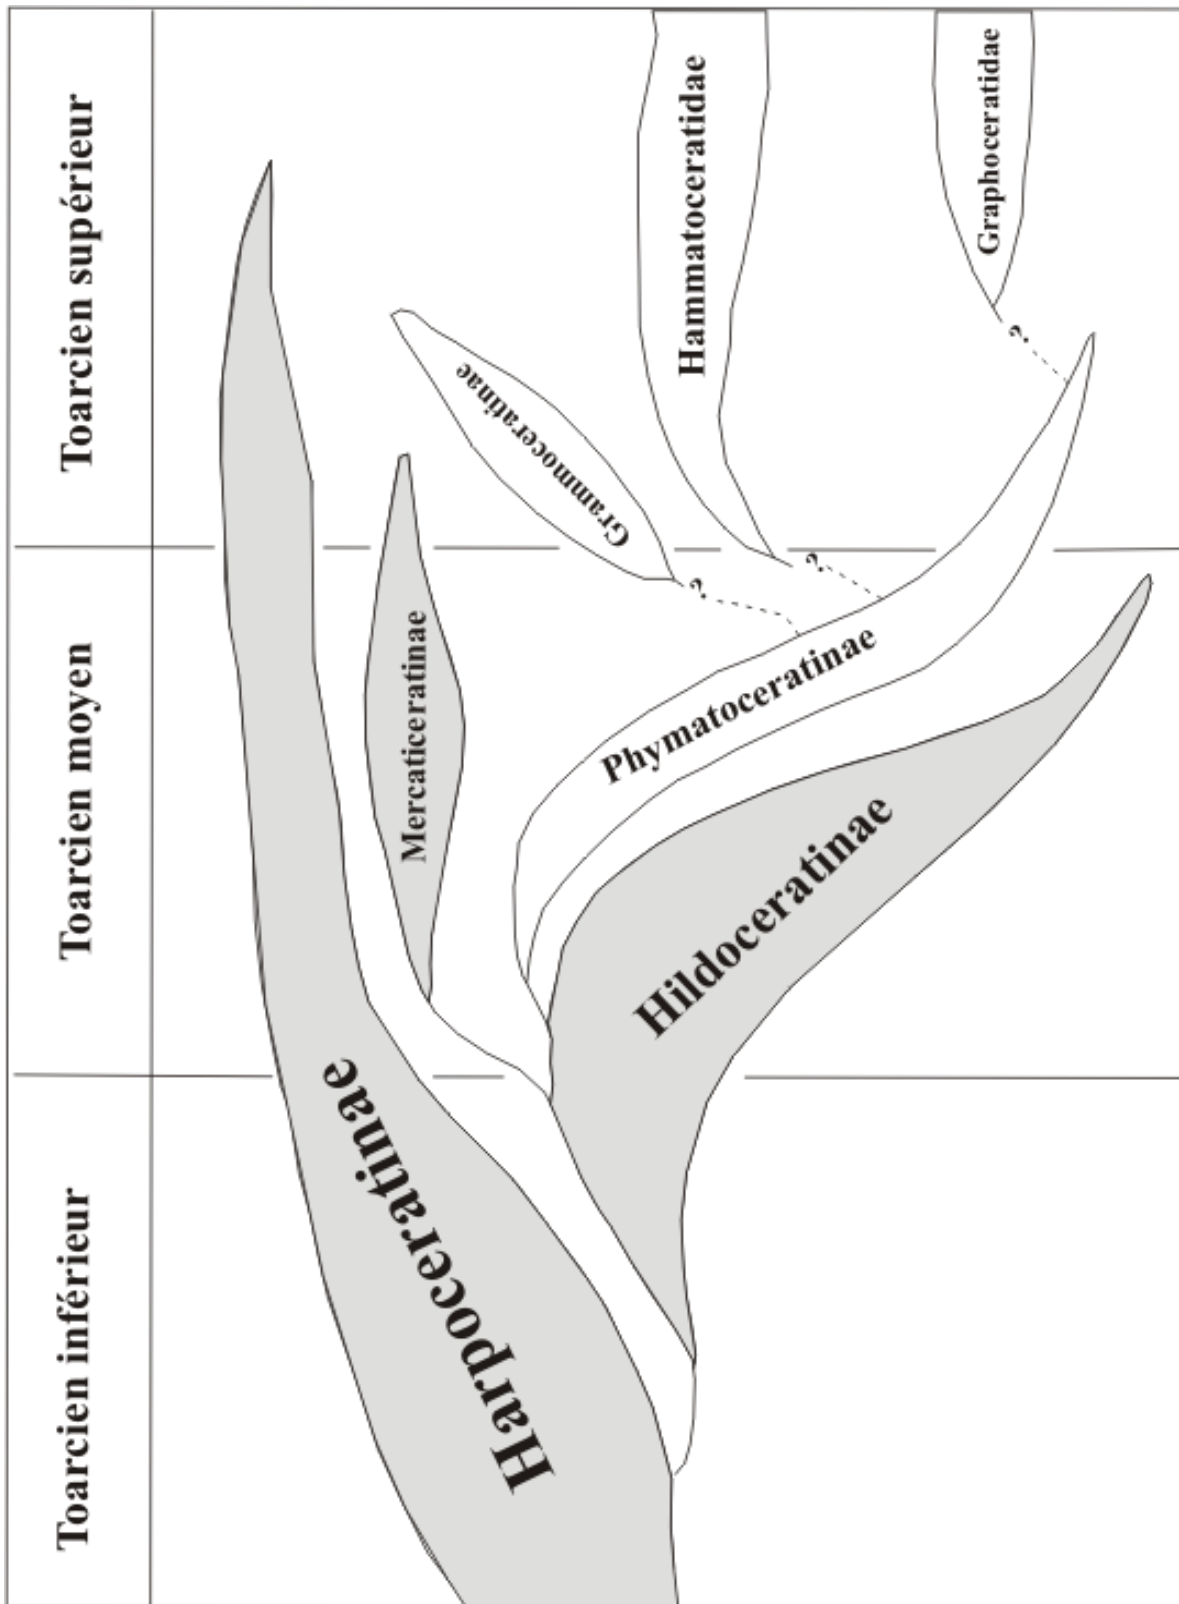 Toarcien supérieur
Hammatoceratidae
Graphoceratidae
?
Grammoceratinae
?
?
Toarcien moyen
Mercaticeratinae
Phymatoceratinae
Hildoceratinae
Toarcien inférieur
Harpoceratinae